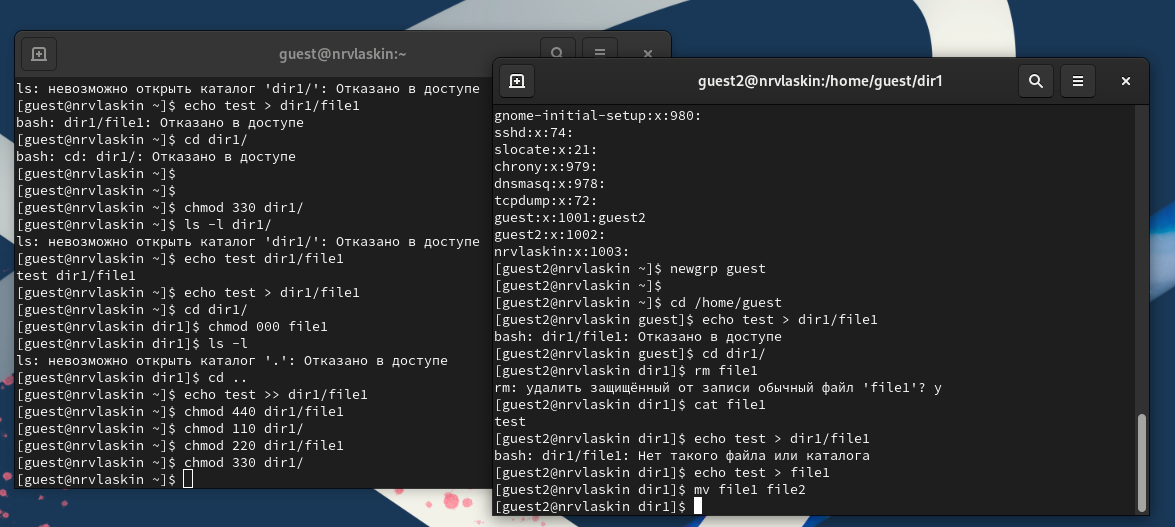 guest@nrvlaskin:~
ls: невозможно открыть каталог 'dir1/': Отказано в доступе
[guest@nrvlaskin ~]$ echo test > dir1/file1
bash: dir1/file1: Отказано в доступе
[guest@nrvlaskin ~]$ cd dir1/
bash: cd: dir1/: Отказано в доступе
[guest@nrvlaskin ~]$
[guest@nrvlaskin ~]$
[guest@nrvlaskin ~]$ chmod 330 dir1/
[guest@nrvlaskin ~]$ ls -l dir1/
ls: невозможно открыть каталог 'dir1/': Отказано в доступе
[guest@nrvlaskin ~]$ echo test dir1/file1
test dir1/file1
[guest@nrvlaskin ~]$ echo test > dir1/file1
[guest@nrvlaskin ~]$ cd dir1/
[guest@nrvlaskin dir1]$ chmod 000 file1
[guest@nrvlaskin dir1]$ ls -l
ls: невозможно открыть каталог '.': Отказано в доступе
[guest@nrvlaskin dir1]$ cd ..
[guest@nrvlaskin ~]$ echo test >> dir1/file1
[guest@nrvlaskin ~]$ chmod 440 dir1/file1
[guest@nrvlaskin ~]$ chmod 110 dir1/
[guest@nrvlaskin ~]$ chmod 220 dir1/file1
[guest@nrvlaskin ~]$ chmod 330 dir1/
[guest@nrvlaskin ~]$
guest2@nrvlaskin:/home/guest/dir1
gnome-initial-setup:x:980:
sshd:x:74:
slocate:x:21:
chrony:x:979:
dnsmasq:x:978:
tcpdump:x:72:
guest:x:1001:guest2
guest2:x:1002:
nrvlaskin:x:1003:
[guest2@nrvlaskin ~]$ newgrp guest
[guest2@nrvlaskin ~]$
[guest2@nrvlaskin ~]$ cd /home/guest
[guest2@nrvlaskin guest]$ echo test > dir1/file1
bash: dir1/file1: Отказано в доступе
[guest2@nrvlaskin guest]$ cd dir1/
[guest2@nrvlaskin dir1]$ rm file1
rm: удалить защищённый от записи обычный файл 'file1'? y
[guest2@nrvlaskin dir1]$ cat file1
test
[guest2@nrvlaskin dir1]$ echo test > dir1/file1
bash: dir1/file1: Нет такого файла или каталога
[guest2@nrvlaskin dir1]$ echo test > file1
[guest2@nrvlaskin dir1]$ mv file1 file2
[guest2@nrvlaskin dir1]$